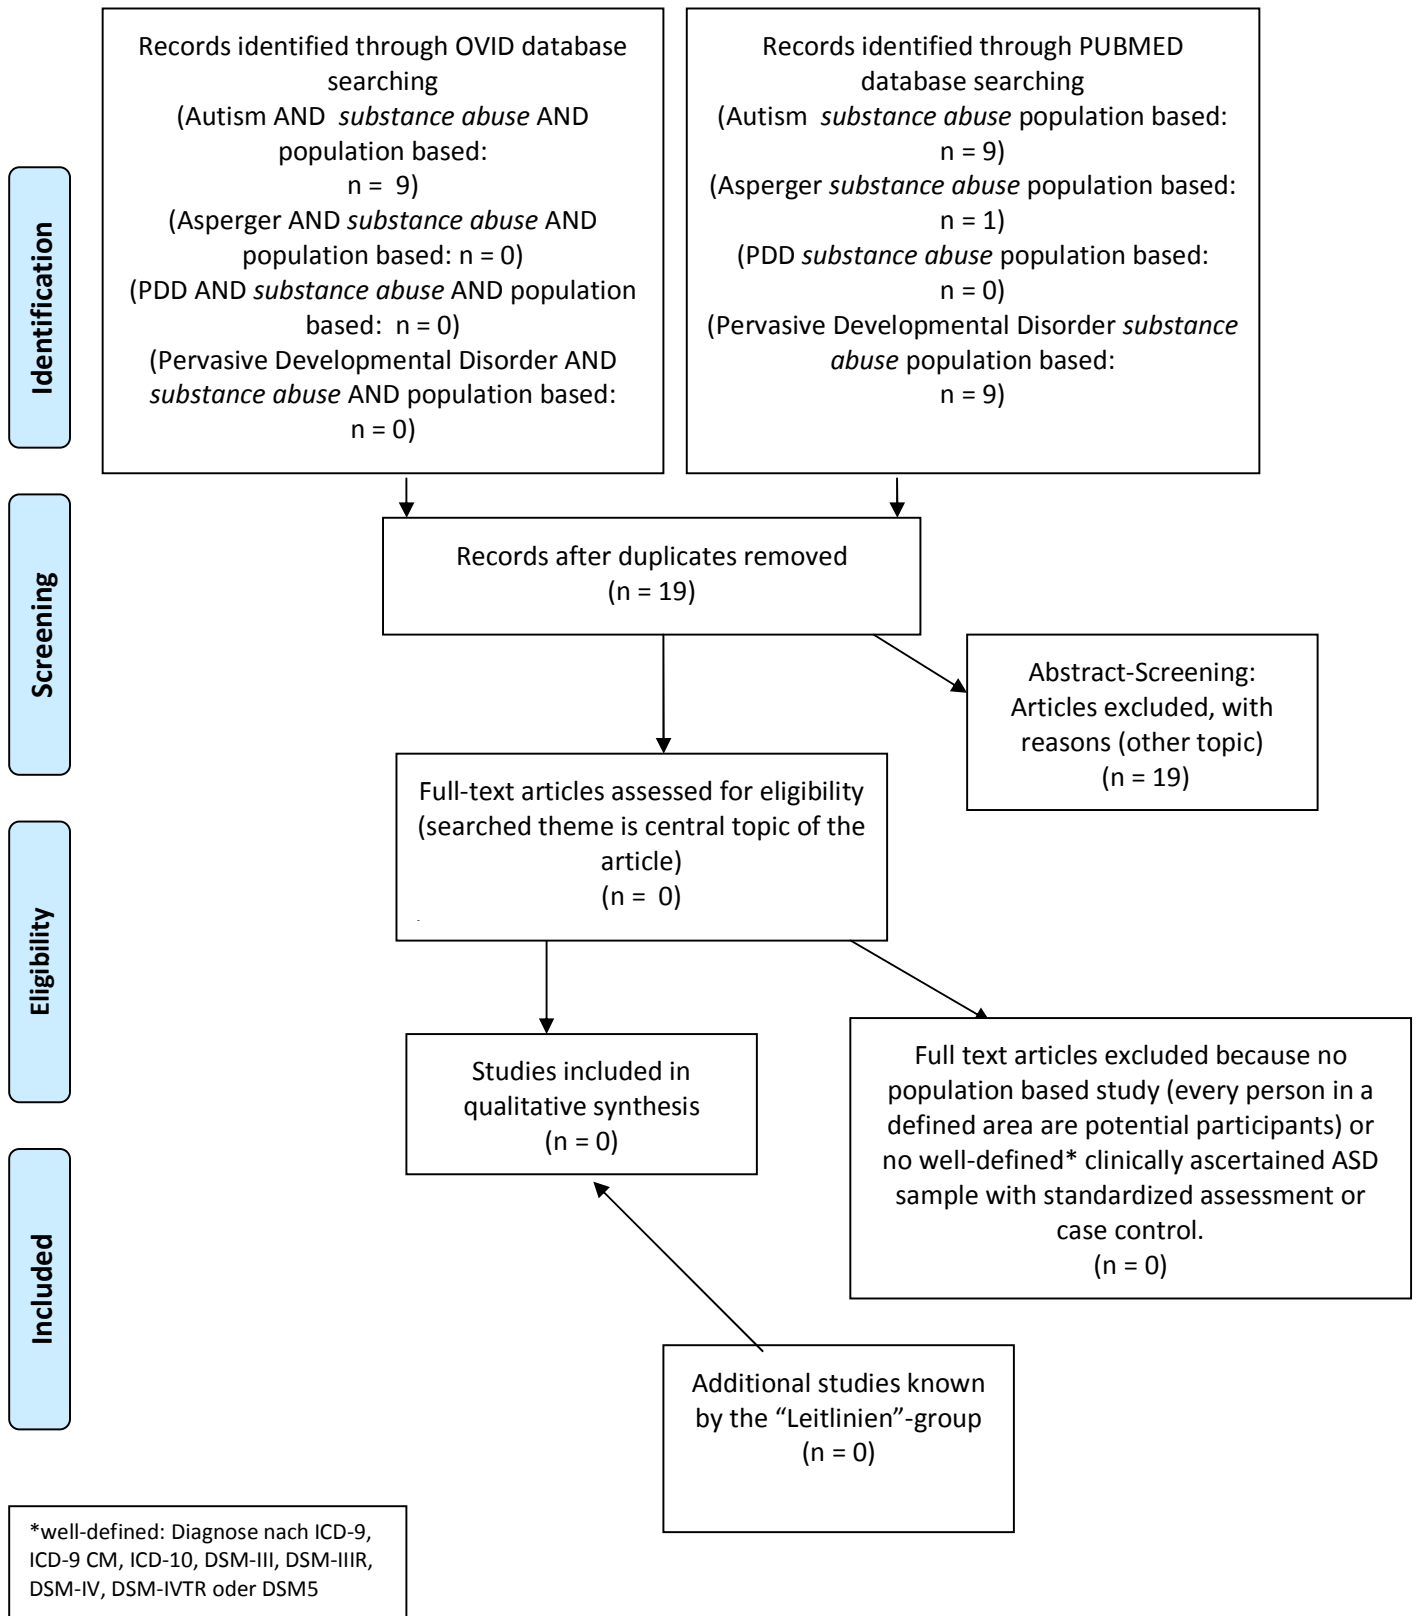 Records identified through OVID database
searching
(Autism AND substance abuse AND
population based:
n = 9)
(Asperger AND substance abuse AND
population based: n = 0)
(PDD AND substance abuse AND population
based: n = 0)
(Pervasive Developmental Disorder AND
substance abuse AND population based:
n = 0)
Records identified through PUBMED
database searching
(Autism substance abuse population based:
n = 9)
(Asperger substance abuse population based:
n = 1)
(PDD substance abuse population based:
n = 0)
(Pervasive Developmental Disorder substance
abuse population based:
n = 9)
Identification
Records after duplicates removed
(n = 19)
Screening
Abstract-Screening:
Articles excluded, with
reasons (other topic)
(n = 19)
Full-text articles assessed for eligibility
(searched theme is central topic of the
article)
(n = 0)
Eligibility
Studies included in
qualitative synthesis
(n = 0)
Full text articles excluded because no
population based study (every person in a
defined area are potential participants) or
no well-defined* clinically ascertained ASD
sample with standardized assessment or
case control.
(n = 0)
Included
Additional studies known
by the “Leitlinien”-group
(n = 0)
*well-defined: Diagnose nach ICD-9,
ICD-9 CM, ICD-10, DSM-III, DSM-IIIR,
DSM-IV, DSM-IVTR oder DSM5